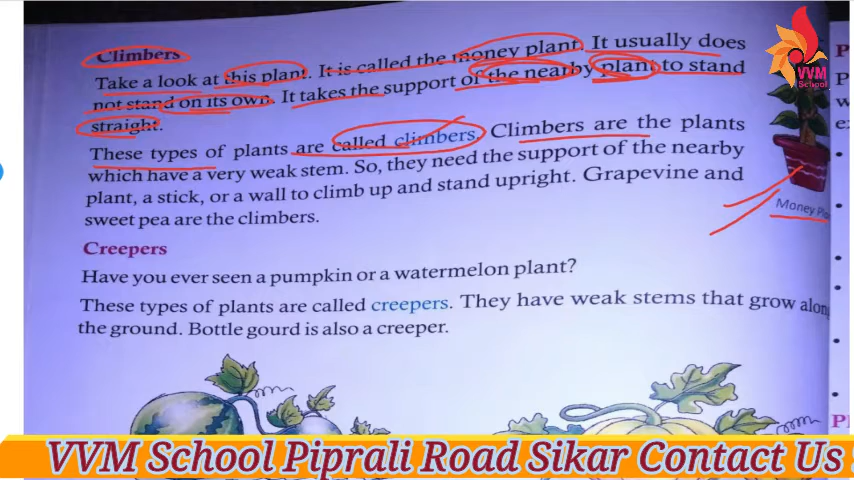 Climbers
Take a look at this plant. It is called the money plant. It usually does
not stand on its own. It takes the support of the nearby plant to stand
straight.
These types of plants are called climbers. Climbers are the plants
which have a very weak stem. So, they need the support of the nearby
plant, a stick, or a wall to climb up and stand upright. Grapevine and
sweet pea are the climbers.
Creepers
Have you ever seen a pumpkin or a watermelon plant?
These types of plants are called creepers. They have weak stems that grow along
the ground. Bottle gourd is also a creeper.
VVM
School
Money
VVM School Piprali Road Sikar Contact Us